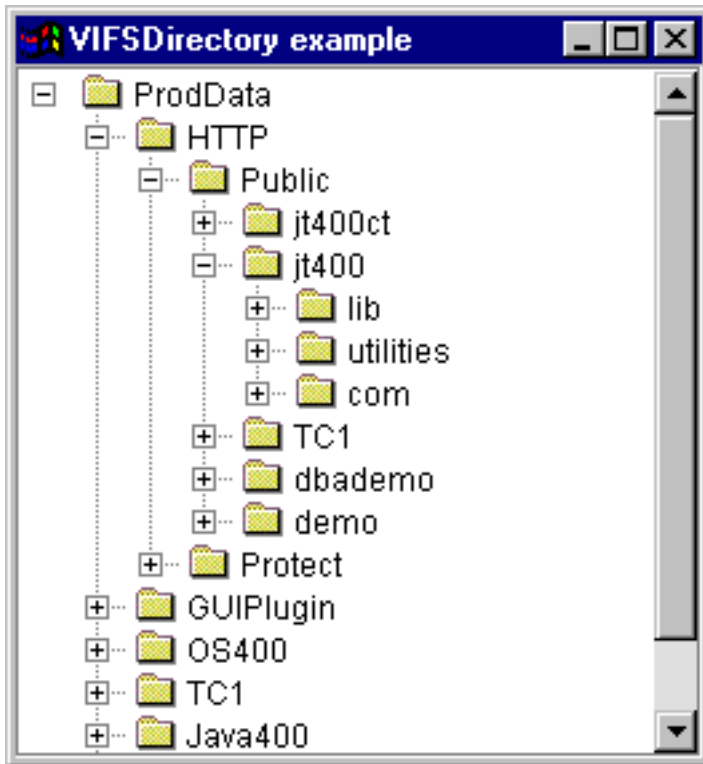 VIFSDirectory example
ProdData
HTTP
Public
jt400ct
jt400
lib
utilities
com
TC1
dbademo
demo
Protect
GUIPlugin
OS400
TC1
Java400